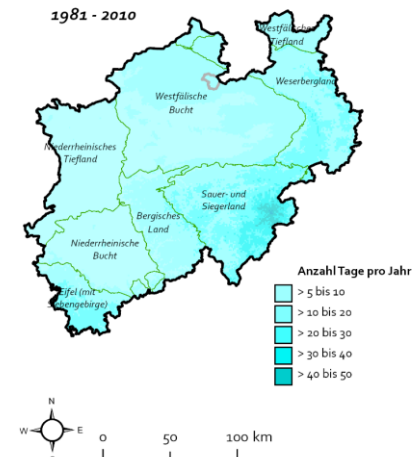 1981 - 2010
Westfälisches
Tiefland
Weserbergland
Westfälische
Bucht
Niederrheinisches
Tiefland
Sauer- und
Siegerland
Bergisches
Land
Niederrheinische
Bucht
Eifel (mit
Siebengebirge)
Anzahl Tage pro Jahr
> 5 bis 10
> 10 bis 20
> 20 bis 30
> 30 bis 40
> 40 bis 50
N
W
E
0 50 100 km